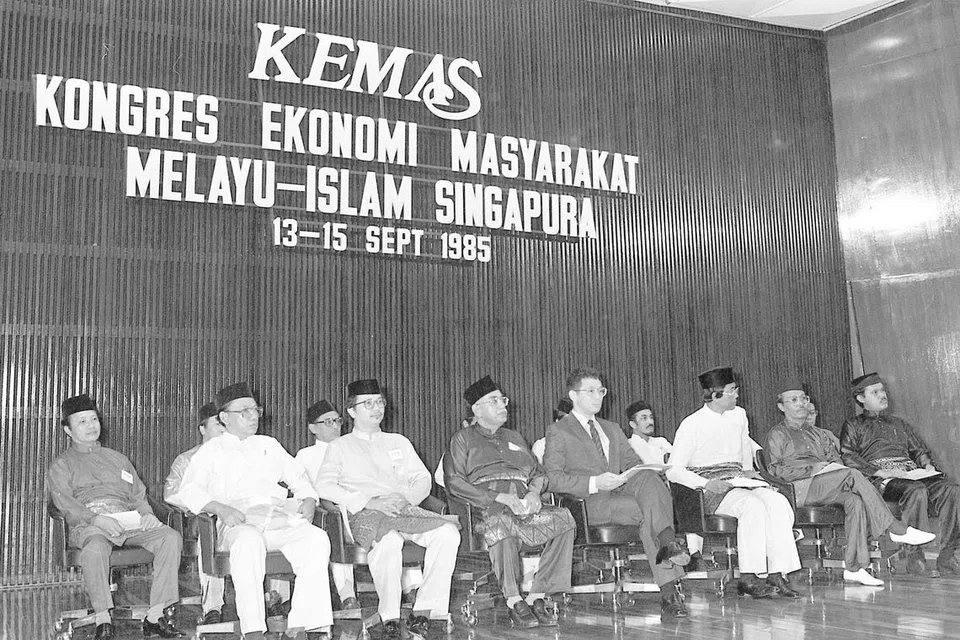 KEMAS
KONGRES EKONOMI MASYARAKAT
MELAYU-ISLAM SINGAPURA
13-15 SEPT 1985